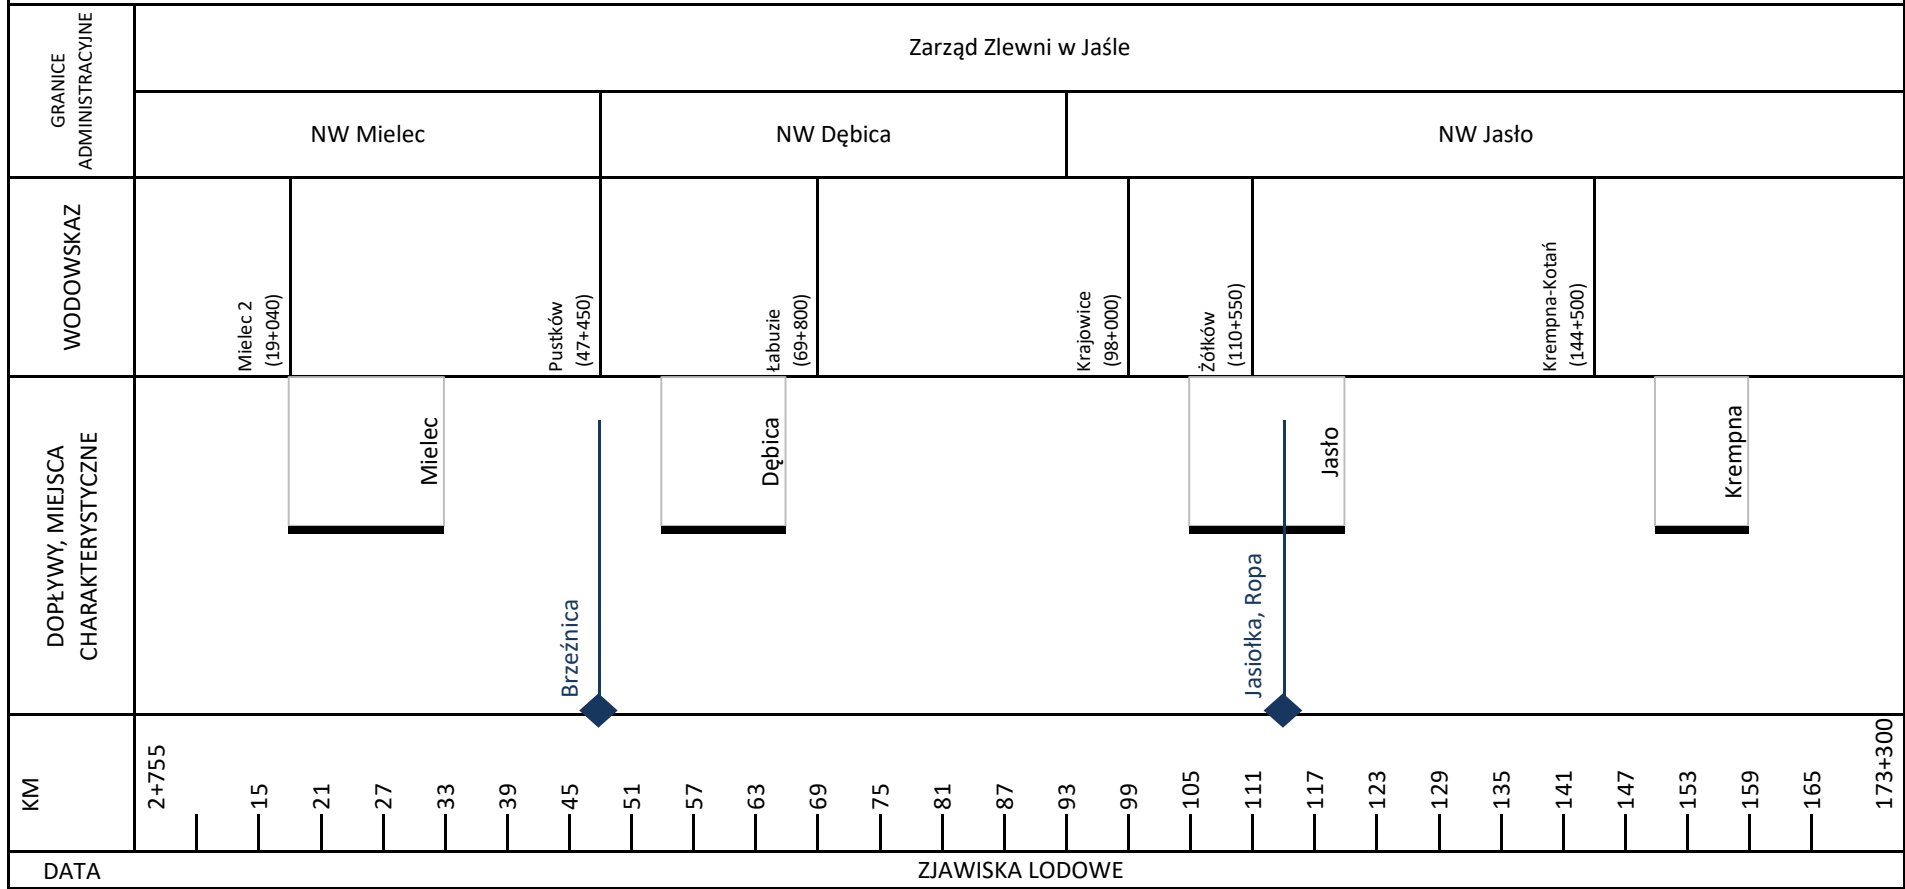 GRANICE
ADMINISTRACYJNE
Zarząd Zlewni w Jaśle
NW Mielec
NW Dębica
NW Jasło
WODOWSKAZ
Mielec 2
(19+040)
Pustków
(47+450)
Łabuzie
(69+800)
Krajowice
(98+000)
Żółków
(110+550)
Krempna-Kotań
(144+500)
DOPŁYWY, MIEJSCA
CHARAKTERYSTYCZNE
Mielec
Brzeźnica
Dębica
Jasiołka, Ropa
Jasło
Krempna
KM
2+755
15
21
27
33
39
45
51
57
63
69
75
81
87
93
99
105
111
117
123
129
135
141
147
153
159
165
173+300
DATA
ZJAWISKA LODOWE